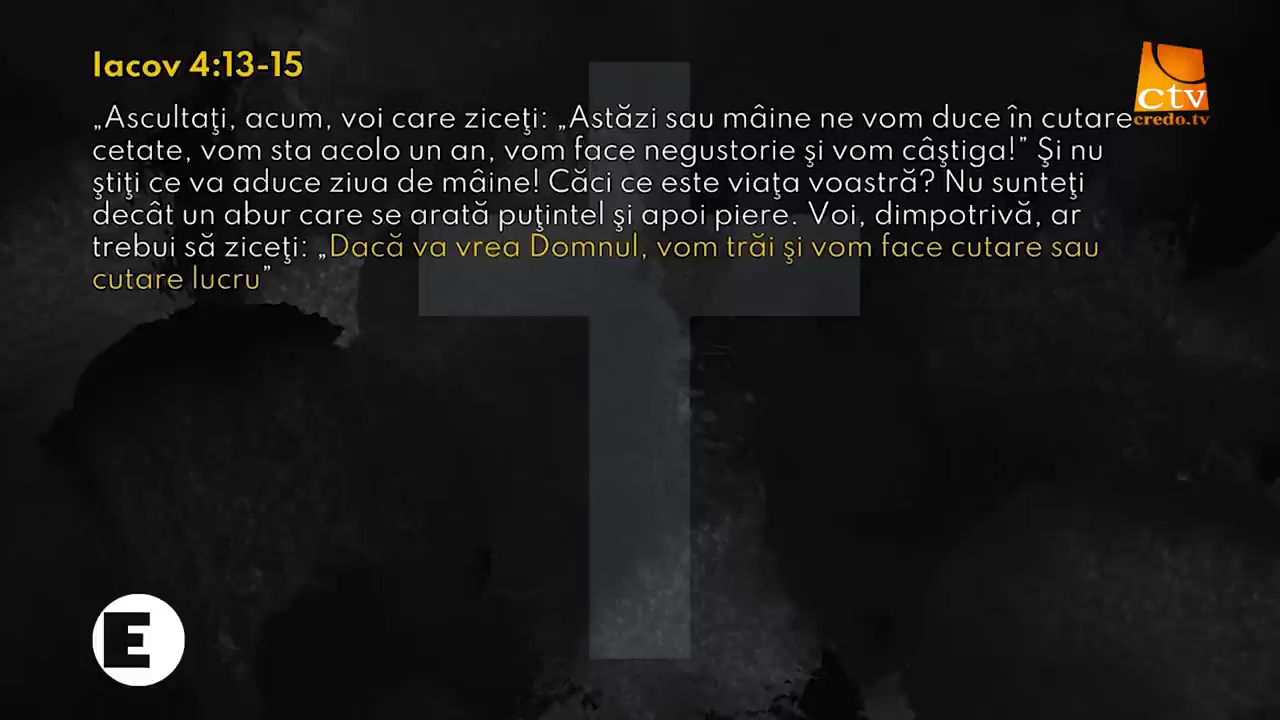 Iacov 4:13-15
„Ascultaţi, acum, voi care ziceţi: „Astăzi sau mâine ne vom duce în cutare
cetate, vom sta acolo un an, vom face negustorie şi vom câştiga!” Şi nu
ştiţi ce va aduce ziua de mâine! Căci ce este viaţa voastră? Nu sunteţi
decât un abur care se arată puţintel şi apoi piere. Voi, dimpotrivă, ar
trebui să ziceţi: „Dacă va vrea Domnul, vom trăi şi vom face cutare sau
cutare lucru”
ctv
credo.tv
E